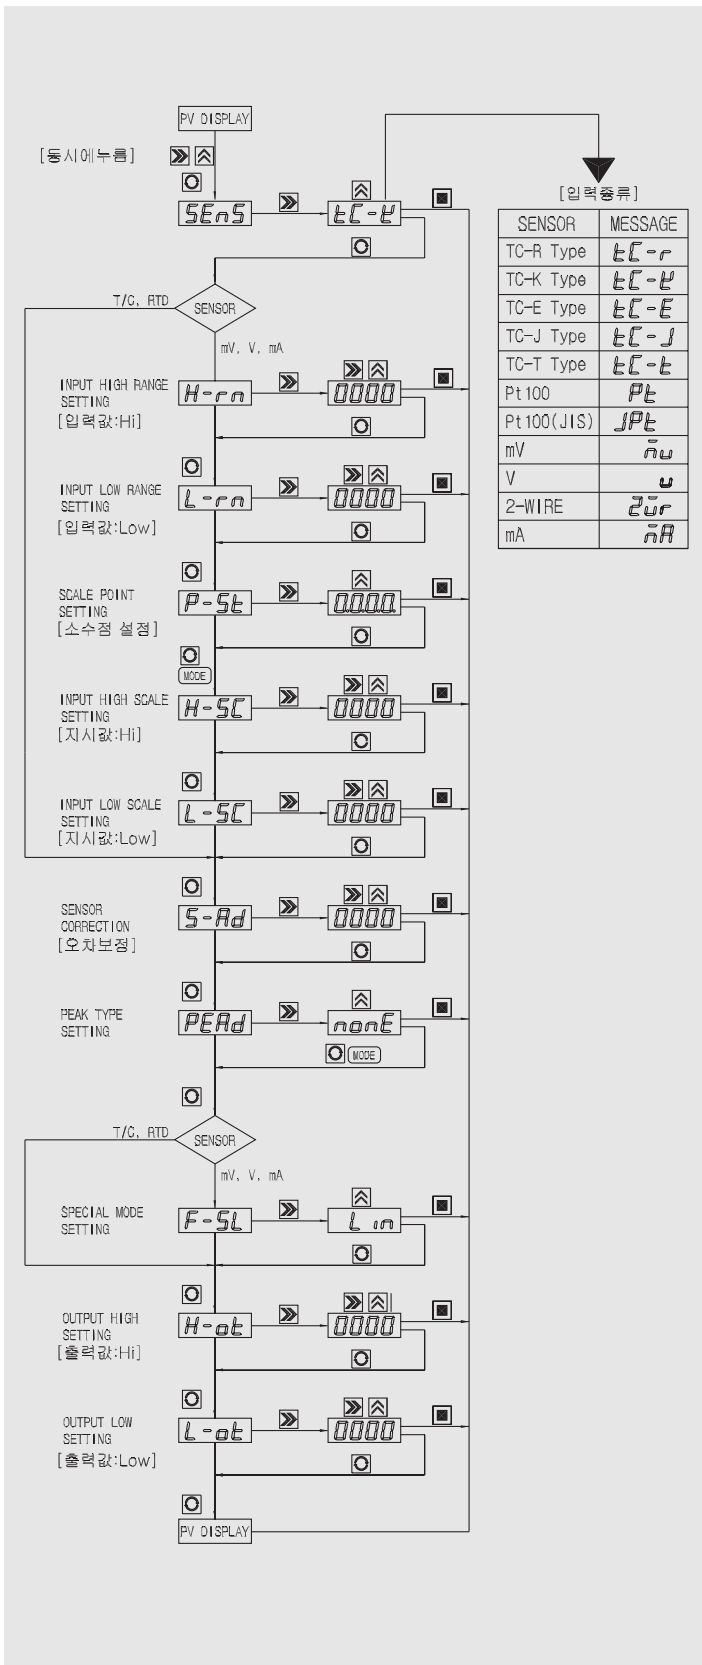 PV DISPLAY
[동시에누름]
SEnS
tC-K
T/C, RTD
SENSOR
mV, V, mA
INPUT HIGH RANGE
SETTING
[입력값:Hi]
H-rn
0000
INPUT LOW RANGE
SETTING
[입력값:Low]
L-rn
0000
SCALE POINT
SETTING
[소수점 설정]
P-St
0.0.0.0.
MODE
INPUT HIGH SCALE
SETTING
[지시값:Hi]
H-SC
0000
INPUT LOW SCALE
SETTING
[지시값:Low]
L-SC
0000
SENSOR
CORRECTION
[오차보정]
S-Ad
0000
PEAK TYPE
SETTING
PEAd
nonE
MODE
T/C, RTD
SENSOR
mV, V, mA
SPECIAL MODE
SETTING
F-SL
Lin
OUTPUT HIGH
SETTING
[출력값:Hi]
H-ot
0000
OUTPUT LOW
SETTING
[출력값:Low]
L-ot
0000
PV DISPLAY
[입력종류]
SENSOR MESSAGE
TC-R Type tC-r
TC-K Type tC-K
TC-E Type tC-E
TC-J Type tC-J
TC-T Type tC-t
Pt100 Pt
Pt100(JIS) JPt
mV
V u
2-WIRE
mA